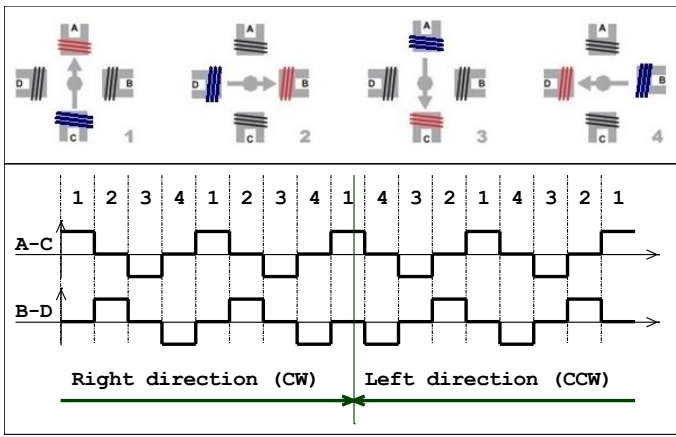 A A A A
D B D B D B D B
C 1 C 2 C 3 C 4
1 2 3 4 1 2 3 4 1 4 3 2 1 4 3 2 1
A-C
B-D
Right direction (CW) Left direction (CCW)